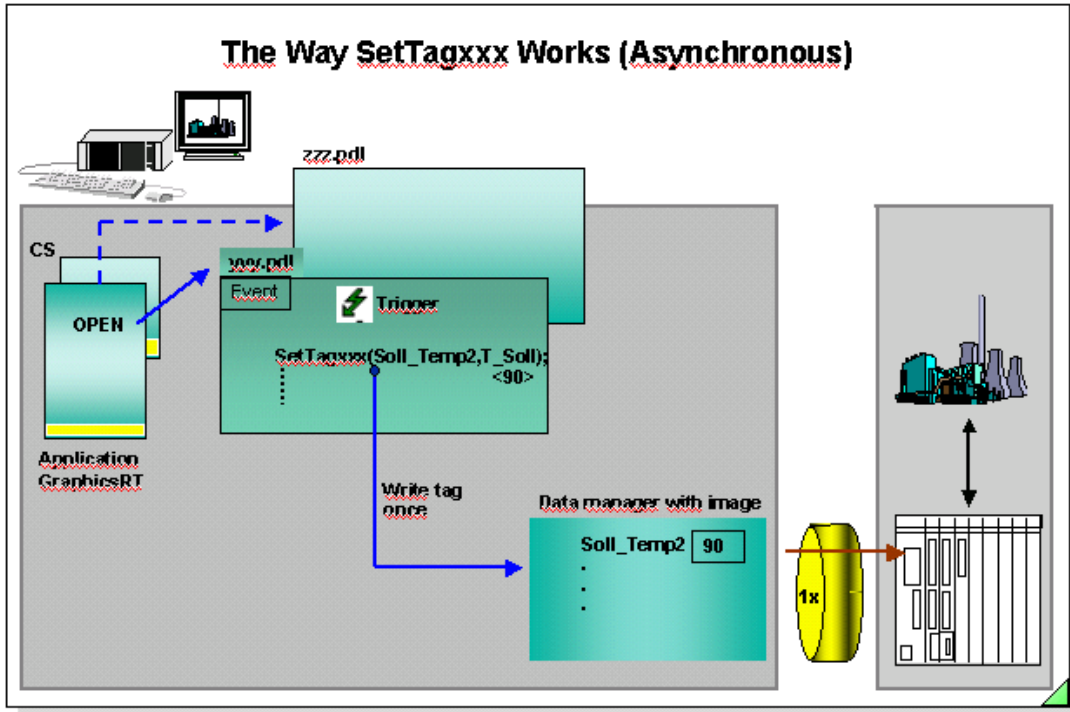 The Way SetTagxxx Works (Asynchronous)
zzz.pdl
CS
Event
Trigger
OPEN
SetTagxxx(Soll_Temp2,T_Soll);
<90>
Application
GraphicsRT
Write tag
once
Data manager with image
Soll_Temp2 90
1x